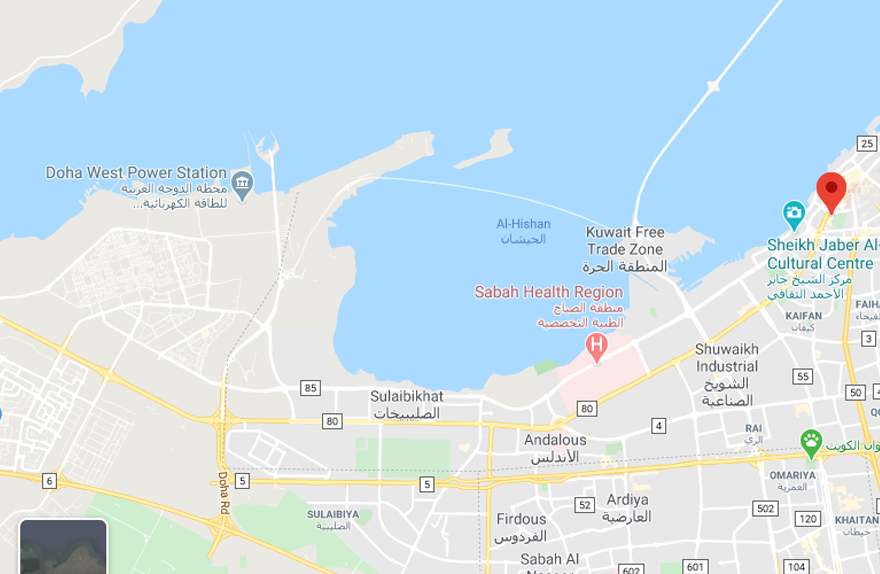 25
Doha West Power Station
محطة الدوحة الغربية
للطاقة الكهربائية...
Al-Hishan
الحيشان
Kuwait Free
Trade Zone
المنطقة الحرة
Sheikh Jaber Al-
Cultural Centre
مركز الشيخ جابر
الأحمد الثقافي
Sabah Health Region
منطقة الصباح
الطبية التخصصية
H
KAIFAN
كيفان
FAIHA
الفيحاء
3
Shuwaikh
Industrial
الشويخ
الصناعية
55
50
85
Sulaibikhat
الصليبيخات
80
80
4
Andalous
الأندلس
RAI
الري
6
5
5
Doha Rd
OMARIYA
العمرية
SULAIBIYA
الصليبية
52
Ardiya
العارضية
Firdous
الفردوس
502
120
KHAITAN
خيطان
Sabah Al
602
601
104